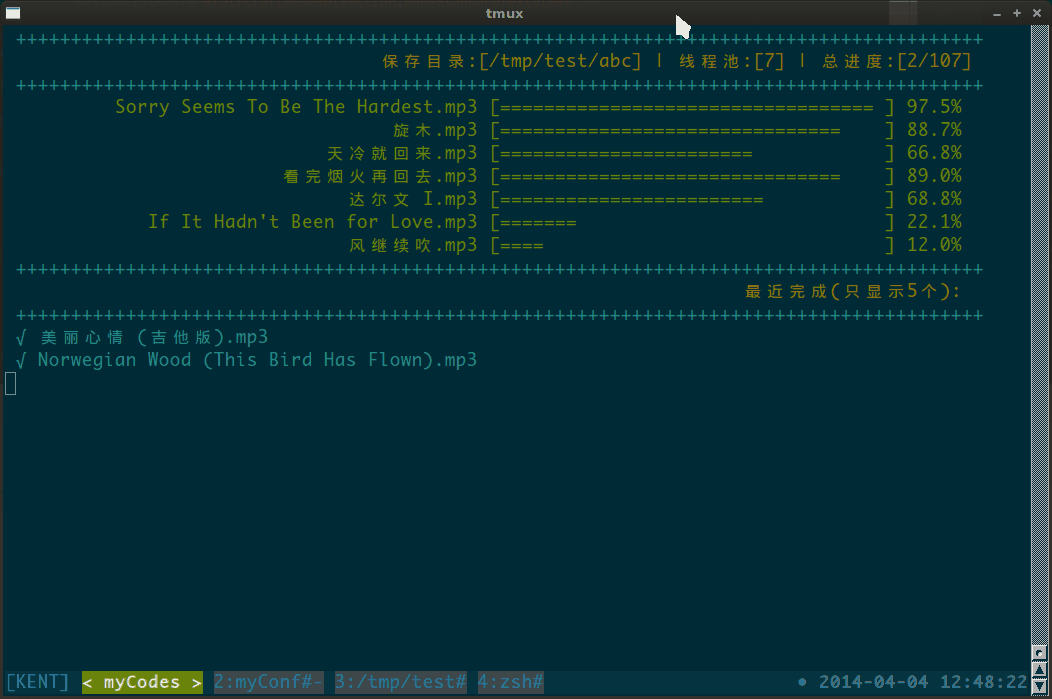 tmux
++++++++++++++++++++++++++++++++++++++++++++++++++++++++++++++++++++++++++++++++++++++++
保存目录:[/tmp/test/abc] | 线程池:[7] | 总进度:[2/107]
++++++++++++++++++++++++++++++++++++++++++++++++++++++++++++++++++++++++++++++++++++++++
Sorry Seems To Be The Hardest.mp3 [================================== ] 97.5%
旋木.mp3 [===============================    ] 88.7%
天冷就回来.mp3 [=======================            ] 66.8%
看完烟火再回去.mp3 [===============================    ] 89.0%
达尔文 I.mp3 [========================           ] 68.8%
If It Hadn't Been for Love.mp3 [=======                            ] 22.1%
风继续吹.mp3 [====                               ] 12.0%
++++++++++++++++++++++++++++++++++++++++++++++++++++++++++++++++++++++++++++++++++++++++
最近完成(只显示5个):
++++++++++++++++++++++++++++++++++++++++++++++++++++++++++++++++++++++++++++++++++++++++
√ 美丽心情 (吉他版).mp3
√ Norwegian Wood (This Bird Has Flown).mp3
[KENT] < myCodes > 2:myConf#- 3:/tmp/test# 4:zsh# • 2014-04-04 12:48:22